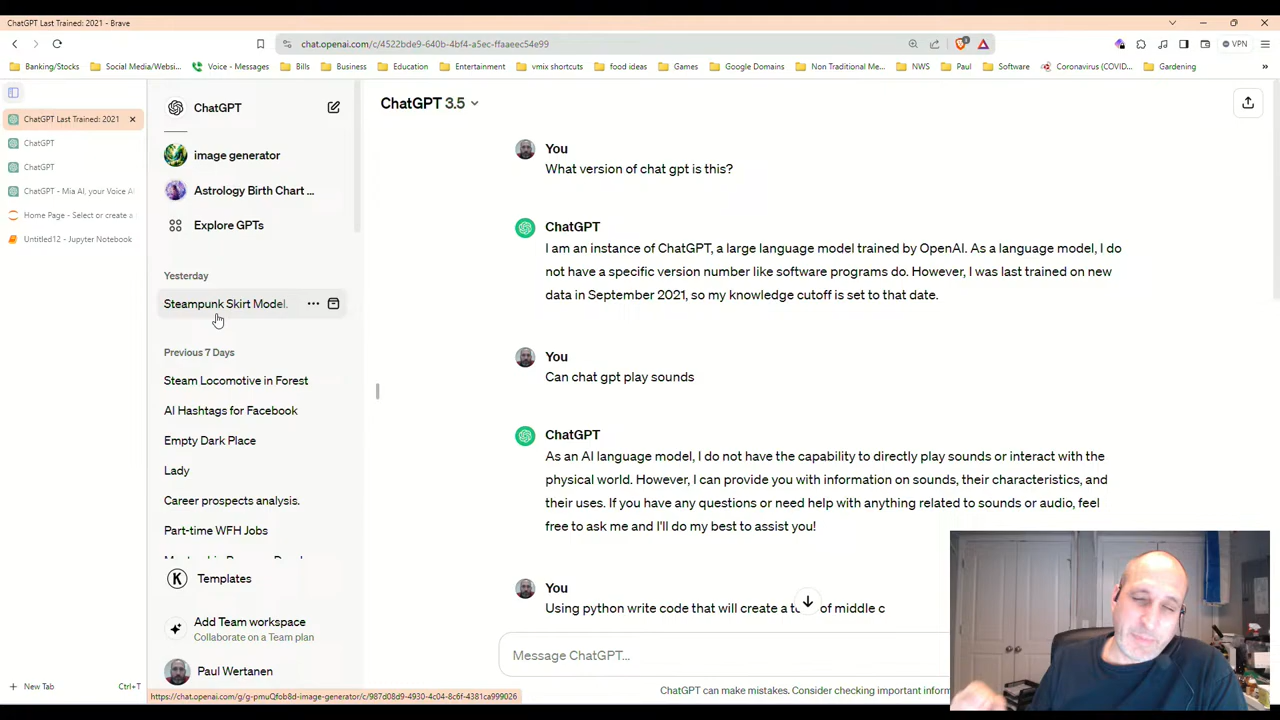 ChatGPT Last Trained: 2021 - Brave
chat.openai.com/c/4522bde9-640b-4bf4-a5ec-ffaaeec54e99
VPN
Banking/Stocks
Social Media/Websi...
Voice - Messages
Bills
Business
Education
Entertainment
vmix shortcuts
food ideas
Games
Google Domains
Non Traditional Me...
NWS
Paul
Software
Coronavirus (COVID...
Gardening
ChatGPT Last Trained: 2021
ChatGPT
ChatGPT
ChatGPT - Mia AI, your Voice A
Home Page - Select or create a
Untitled12 - Jupyter Notebook
New Tab
Ctrl+T
ChatGPT
image generator
Astrology Birth Chart ...
Explore GPTs
Yesterday
Steampunk Skirt Model.
Previous 7 Days
Steam Locomotive in Forest
AI Hashtags for Facebook
Empty Dark Place
Lady
Career prospects analysis.
Part-time WFH Jobs
K
Templates
Add Team workspace
Collaborate on a Team plan
Paul Wertanen
https://chat.openai.com/g/g-pmuQfob8d-image-generator/c/987d08d9-4930-4c04-8c6f-4381ca999026
ChatGPT 3.5
You
What version of chat gpt is this?
ChatGPT
I am an instance of ChatGPT, a large language model trained by OpenAI. As a language model, I do
not have a specific version number like software programs do. However, I was last trained on new
data in September 2021, so my knowledge cutoff is set to that date.
You
Can chat gpt play sounds
ChatGPT
As an AI language model, I do not have the capability to directly play sounds or interact with the
physical world. However, I can provide you with information on sounds, their characteristics, and
their uses. If you have any questions or need help with anything related to sounds or audio, feel
free to ask me and I'll do my best to assist you!
You
Using python write code that will create a of middle c
Message ChatGPT...
ChatGPT can make mistakes. Consider checking important